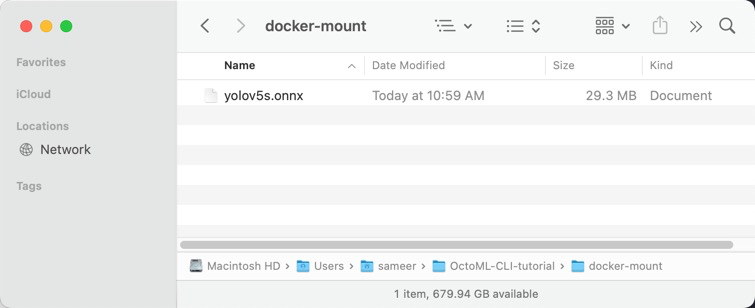 docker-mount
Favorites
iCloud
Locations
Network
Tags
Name Date Modified Size Kind
yolov5s.onnx Today at 10:59 AM 29.3 MB Document
Macintosh HD › Users › sameer › OctoML-CLI-tutorial › docker-mount
1 item, 679.94 GB available